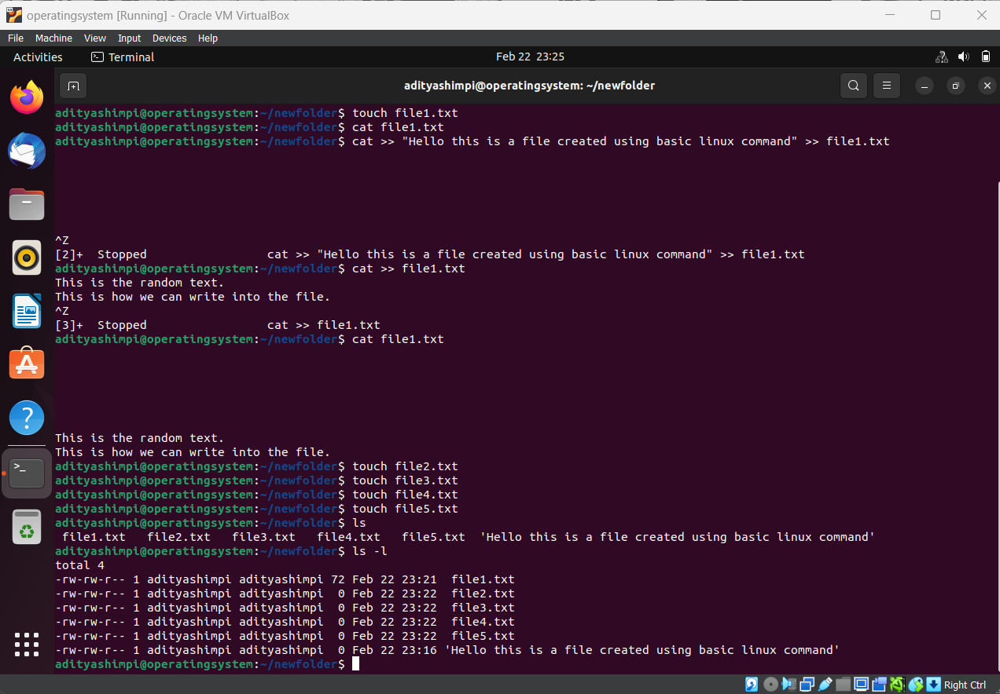 operatingsystem [Running] - Oracle VM VirtualBox
File Machine View Input Devices Help
Activities Terminal Feb 22 23:25
adityashimpi@operatingsystem: ~/newfolder
adityashimpi@operatingsystem:~/newfolder$ touch file1.txt
adityashimpi@operatingsystem:~/newfolder$ cat file1.txt
adityashimpi@operatingsystem:~/newfolder$ cat >> "Hello this is a file created using basic linux command" >> file1.txt
^Z
[2]+  Stopped                 cat >> "Hello this is a file created using basic linux command" >> file1.txt
adityashimpi@operatingsystem:~/newfolder$ cat >> file1.txt
This is the random text.
This is how we can write into the file.
^Z
[3]+  Stopped                 cat >> file1.txt
adityashimpi@operatingsystem:~/newfolder$ cat file1.txt
This is the random text.
This is how we can write into the file.
adityashimpi@operatingsystem:~/newfolder$ touch file2.txt
adityashimpi@operatingsystem:~/newfolder$ touch file3.txt
adityashimpi@operatingsystem:~/newfolder$ touch file4.txt
adityashimpi@operatingsystem:~/newfolder$ touch file5.txt
adityashimpi@operatingsystem:~/newfolder$ ls
 file1.txt   file2.txt   file3.txt   file4.txt   file5.txt  'Hello this is a file created using basic linux command'
adityashimpi@operatingsystem:~/newfolder$ ls -l
total 4
-rw-rw-r-- 1 adityashimpi adityashimpi 72 Feb 22 23:21  file1.txt
-rw-rw-r-- 1 adityashimpi adityashimpi  0 Feb 22 23:22  file2.txt
-rw-rw-r-- 1 adityashimpi adityashimpi  0 Feb 22 23:22  file3.txt
-rw-rw-r-- 1 adityashimpi adityashimpi  0 Feb 22 23:22  file4.txt
-rw-rw-r-- 1 adityashimpi adityashimpi  0 Feb 22 23:22  file5.txt
-rw-rw-r-- 1 adityashimpi adityashimpi  0 Feb 22 23:16 'Hello this is a file created using basic linux command'
adityashimpi@operatingsystem:~/newfolder$
Right Ctrl